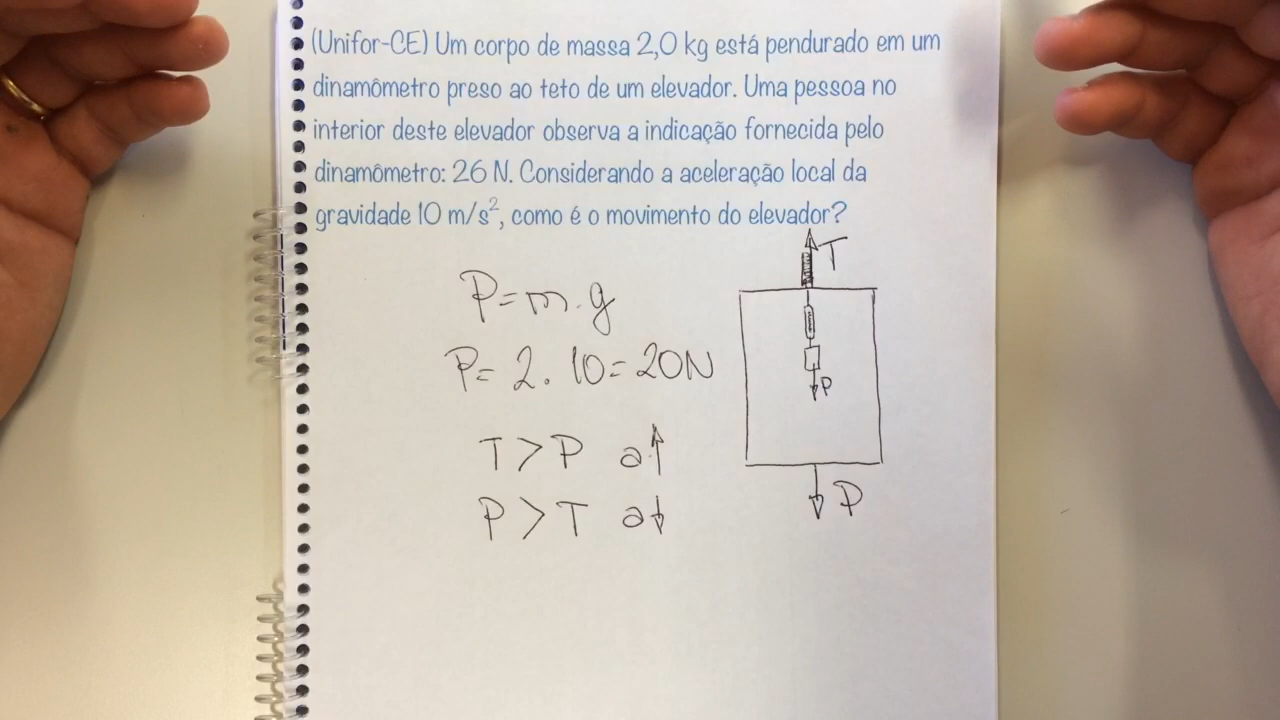 (Unifor-CE) Um corpo de massa 2,0 kg está pendurado em um
dinamômetro preso ao teto de um elevador. Uma pessoa no
interior deste elevador observa a indicação fornecida pelo
dinamômetro: 26 N. Considerando a aceleração local da
gravidade 10 m/s², como é o movimento do elevador?
T
P=m.g
P= 2. 10=20N
P
T>P a↑
P>T a↓
P